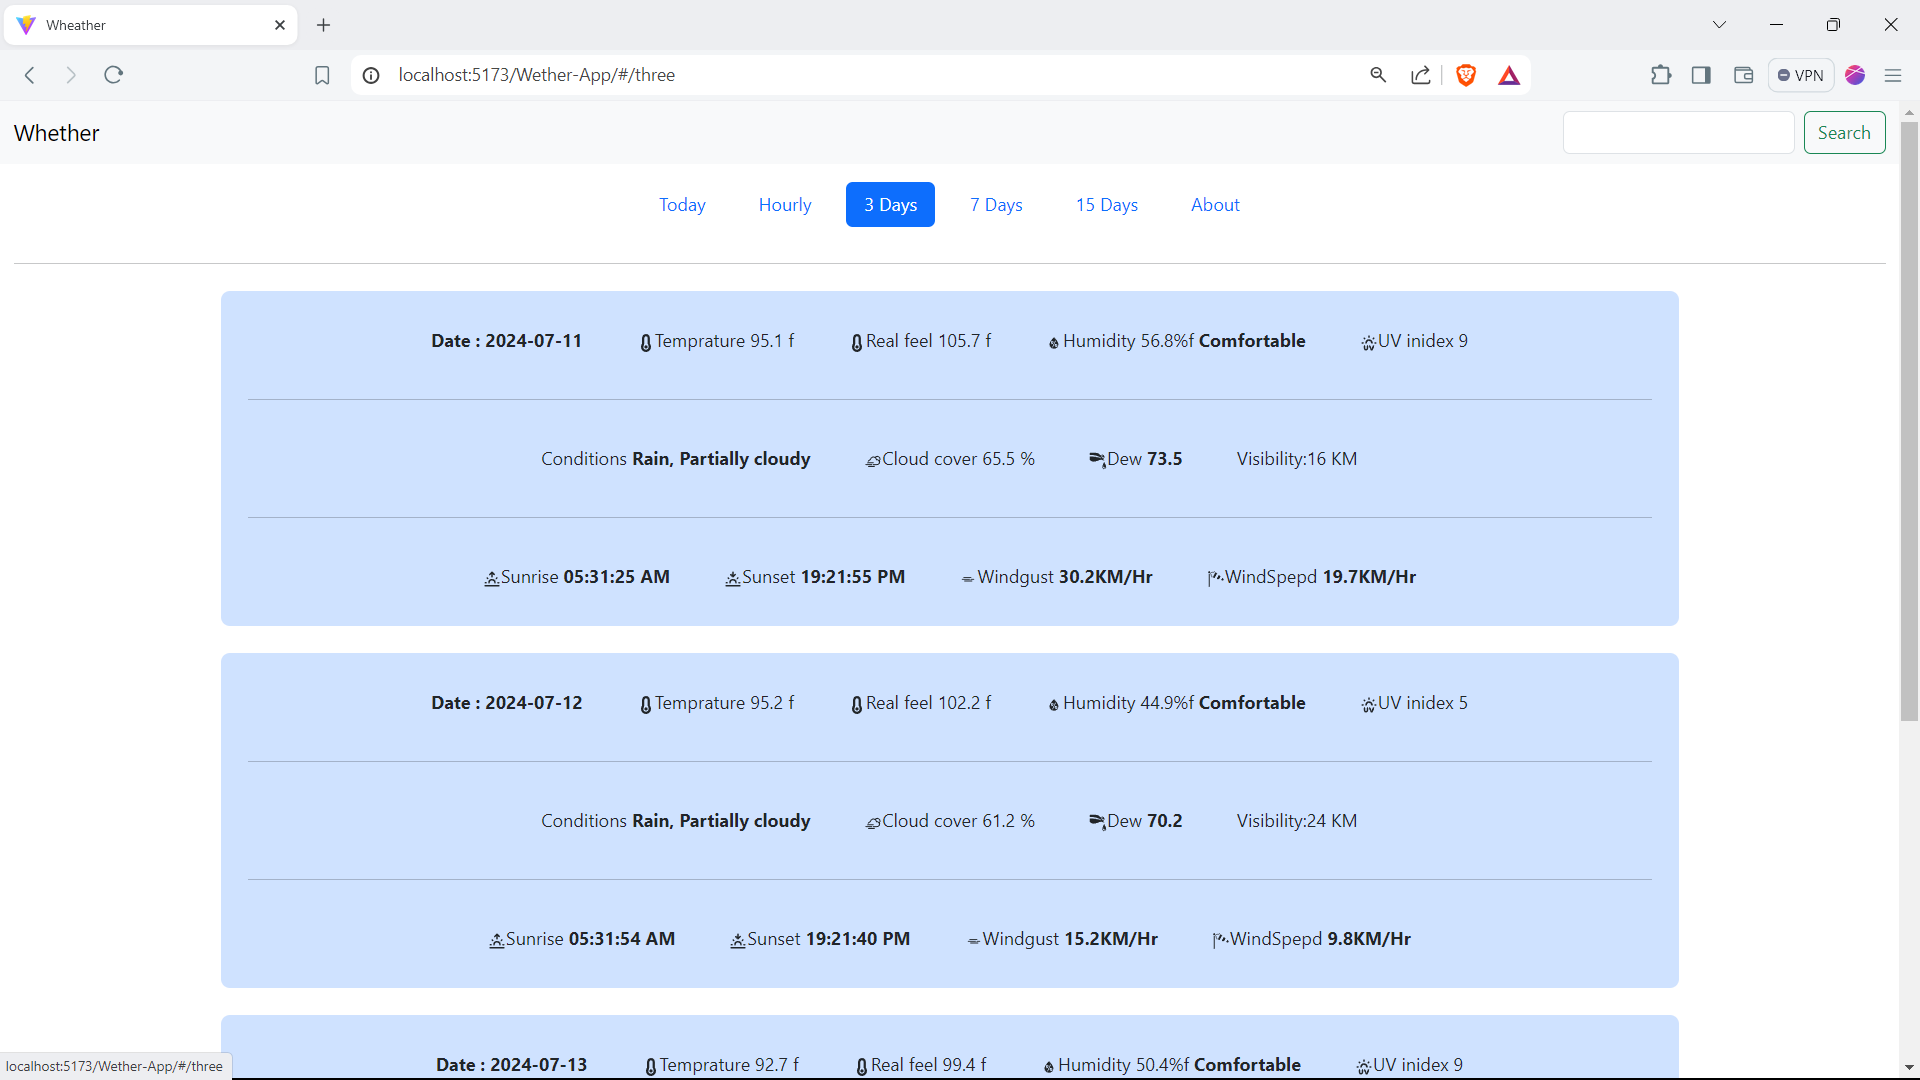 Wheather
localhost:5173/Wether-App/#/three
VPN
Whether
Search
Today Hourly 3 Days 7 Days 15 Days About
Date : 2024-07-11 Temprature 95.1 f Real feel 105.7 f Humidity 56.8%f Comfortable UV inidex 9
Conditions Rain, Partially cloudy Cloud cover 65.5 % Dew 73.5 Visibility:16 KM
Sunrise 05:31:25 AM Sunset 19:21:55 PM Windgust 30.2KM/Hr WindSpepd 19.7KM/Hr
Date : 2024-07-12 Temprature 95.2 f Real feel 102.2 f Humidity 44.9%f Comfortable UV inidex 5
Conditions Rain, Partially cloudy Cloud cover 61.2 % Dew 70.2 Visibility:24 KM
Sunrise 05:31:54 AM Sunset 19:21:40 PM Windgust 15.2KM/Hr WindSpepd 9.8KM/Hr
Date : 2024-07-13 Temprature 92.7 f Real feel 99.4 f Humidity 50.4%f Comfortable UV inidex 9
localhost:5173/Wether-App/#/three